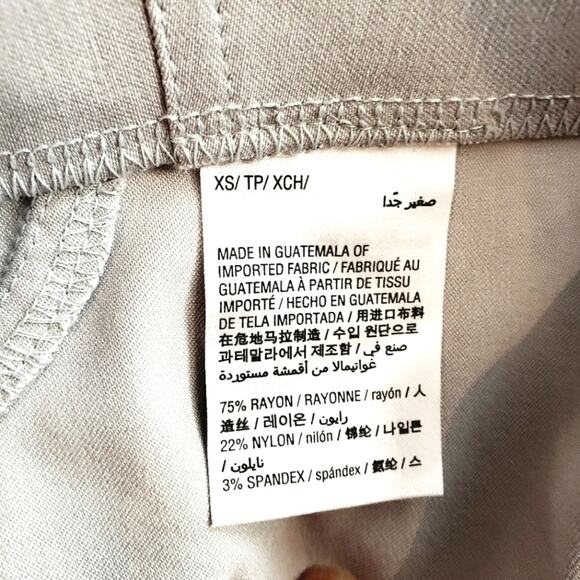 XS/ TP/ XCH/
صغير جّدا
MADE IN GUATEMALA OF
IMPORTED FABRIC / FABRIQUÉ AU
GUATEMALA À PARTIR DE TISSU
IMPORTÉ / HECHO EN GUATEMALA
DE TELA IMPORTADA / 用进口布料
在危地马拉制造 / 수입 원단으로
과테말라에서 제조함 / صنع في
غواتيمالا من أقمشة مستوردة
75% RAYON / RAYONNE / rayón / 人
造丝 / 레이온 / رايون
22% NYLON / nilón / 锦纶 / 나일론
/ نايلون
3% SPANDEX / spándex / 氨纶 / 스